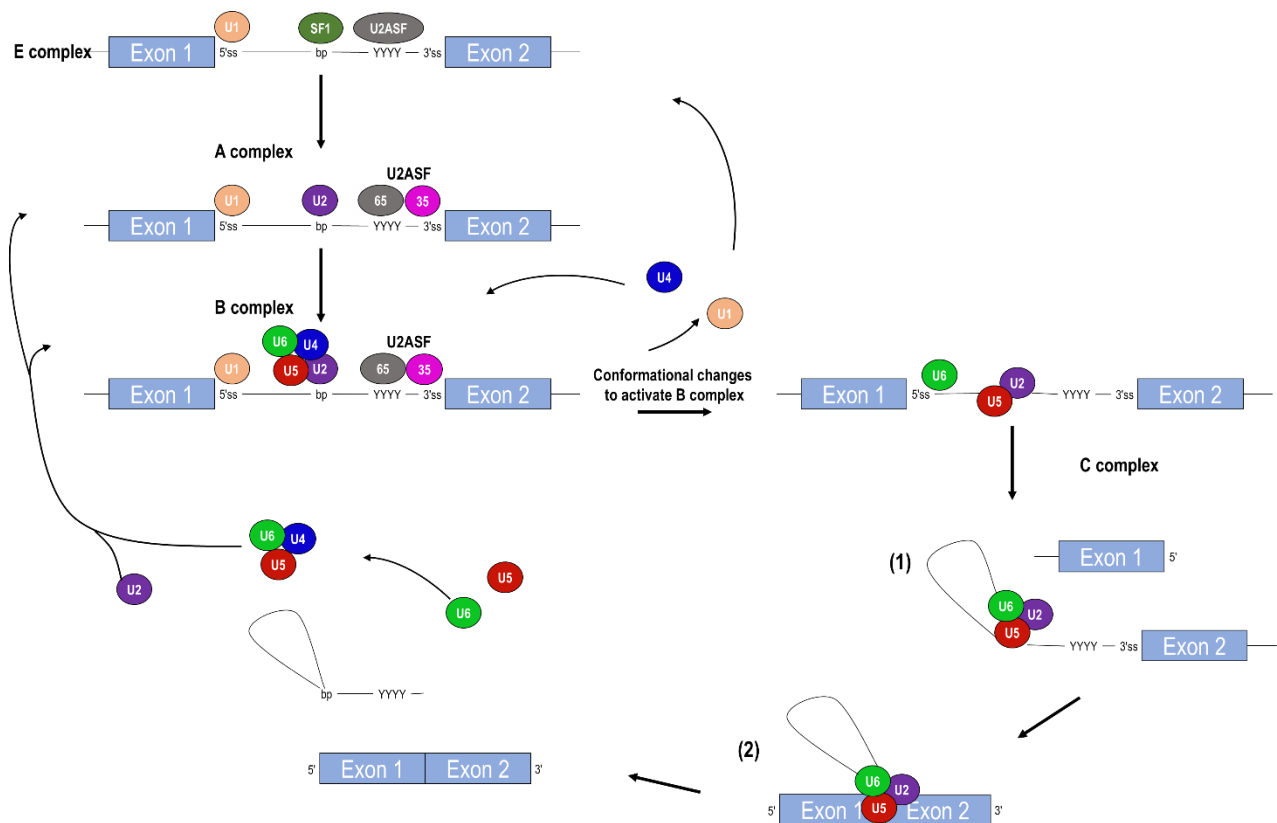 U1
SF1
U2ASF
E complex
Exon 1
5'ss
bp
YYYY
3'ss
Exon 2
A complex
U2ASF
U1
U2
65
35
Exon 1
5'ss
bp
YYYY
3'ss
Exon 2
U4
U1
B complex
U6
U4
U2ASF
U1
U5
U2
65
35
Exon 1
5'ss
bp
YYYY
3'ss
Exon 2
Conformational changes
to activate B complex
U6
U2
U5
Exon 1
5'ss
YYYY
3'ss
Exon 2
C complex
(1)
Exon 1
5'
U6
U2
U5
YYYY
3'ss
Exon 2
(2)
U6
U2
5'
Exon 1
U5
Exon 2
3'
U6
U4
U5
U2
U5
U6
bp
YYYY
5'
Exon 1
Exon 2
3'